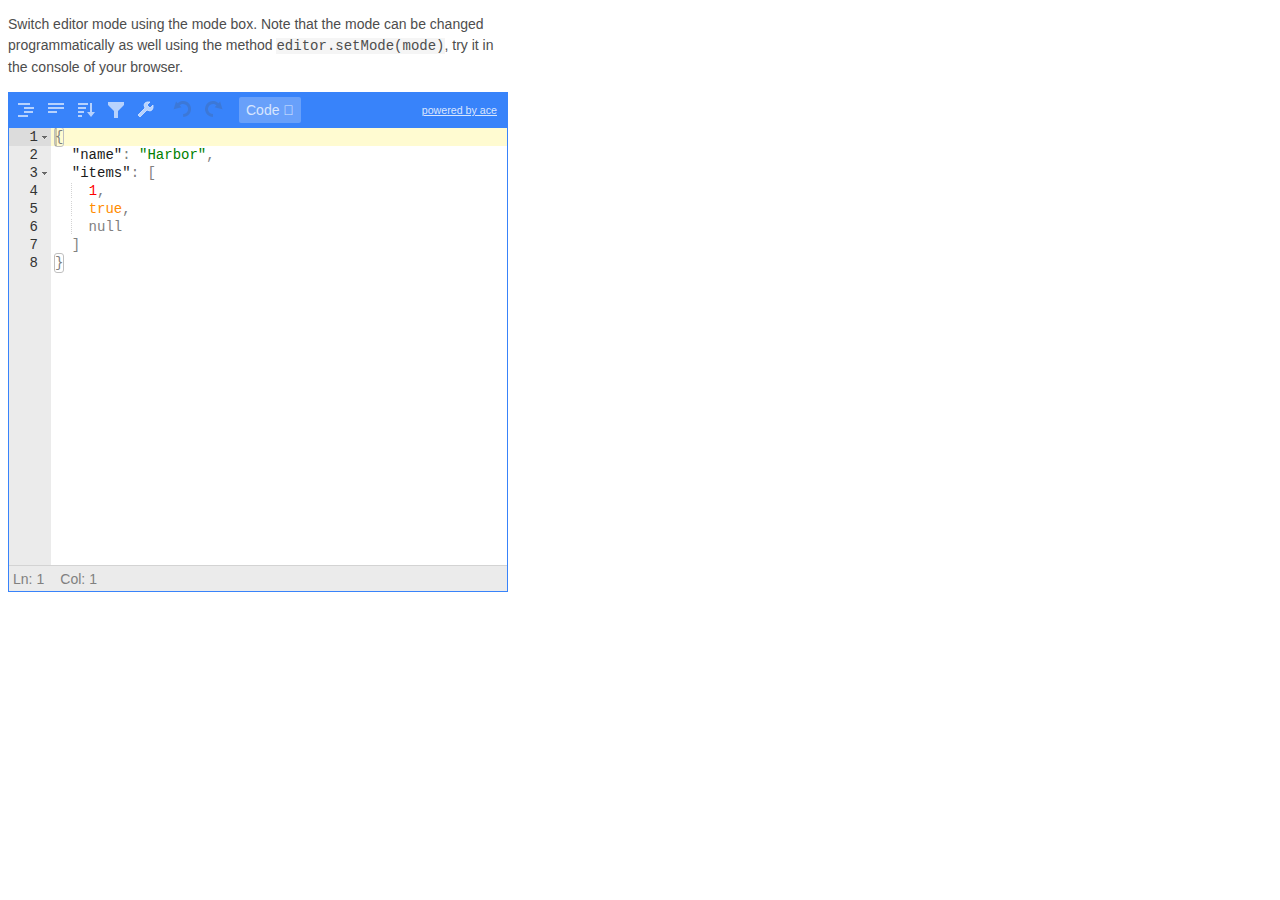 Switch editor mode using the mode box. Note that the mode can be changed
programmatically as well using the method editor.setMode(mode), try it in
the console of your browser.
Code powered by ace
1 {
2 "name": "Harbor",
3 "items": [
4 1,
5 true,
6 null
7 ]
8 }
Ln: 1 Col: 1